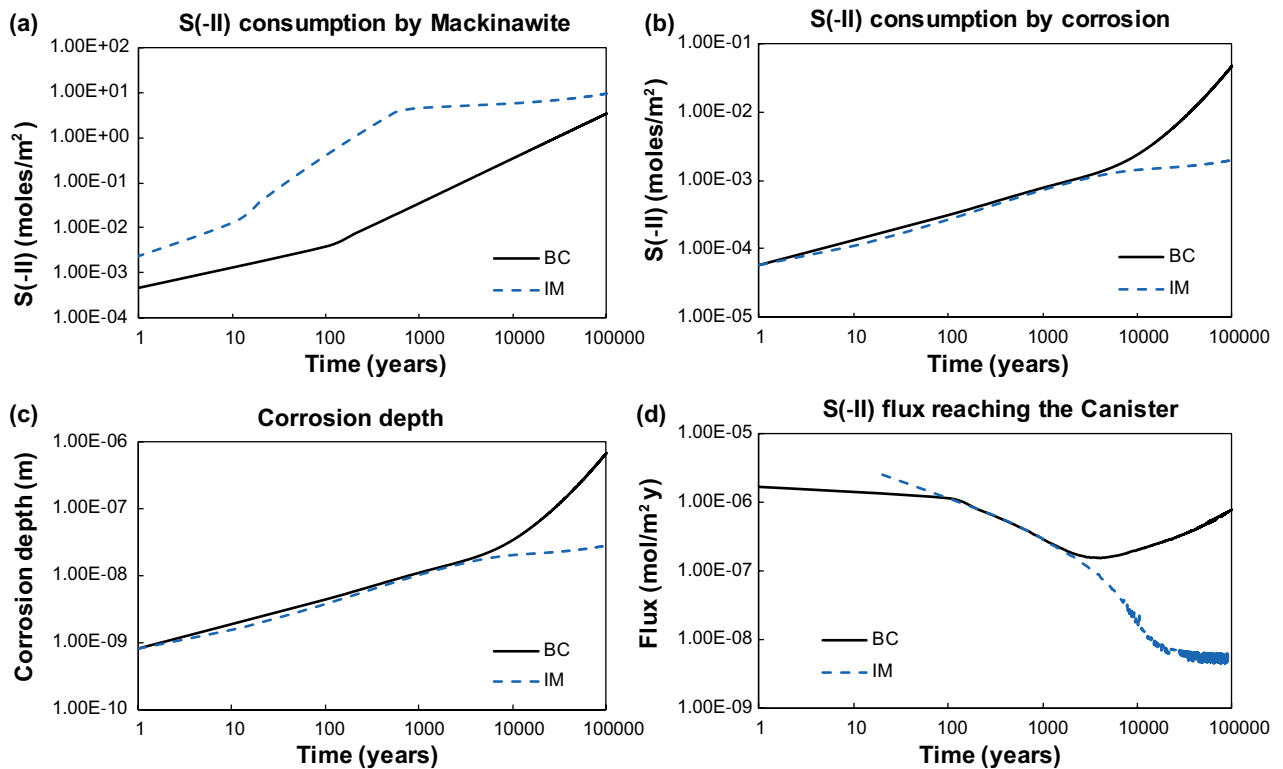 (a) S(-II) consumption by Mackinawite
S(-II) (moles/m²)
1.00E+02
1.00E+01
1.00E+00
1.00E-01
1.00E-02
1.00E-03
1.00E-04
BC
IM
1 10 100 1000 10000 100000
Time (years)
(b) S(-II) consumption by corrosion
S(-II) (moles/m²)
1.00E-01
1.00E-02
1.00E-03
1.00E-04
1.00E-05
BC
IM
1 10 100 1000 10000 100000
Time (years)
(c) Corrosion depth
Corrosion depth (m)
1.00E-06
1.00E-07
1.00E-08
1.00E-09
1.00E-10
BC
IM
1 10 100 1000 10000 100000
Time (years)
(d) S(-II) flux reaching the Canister
Flux (mol/m² y)
1.00E-05
1.00E-06
1.00E-07
1.00E-08
1.00E-09
BC
IM
1 10 100 1000 10000 100000
Time (years)